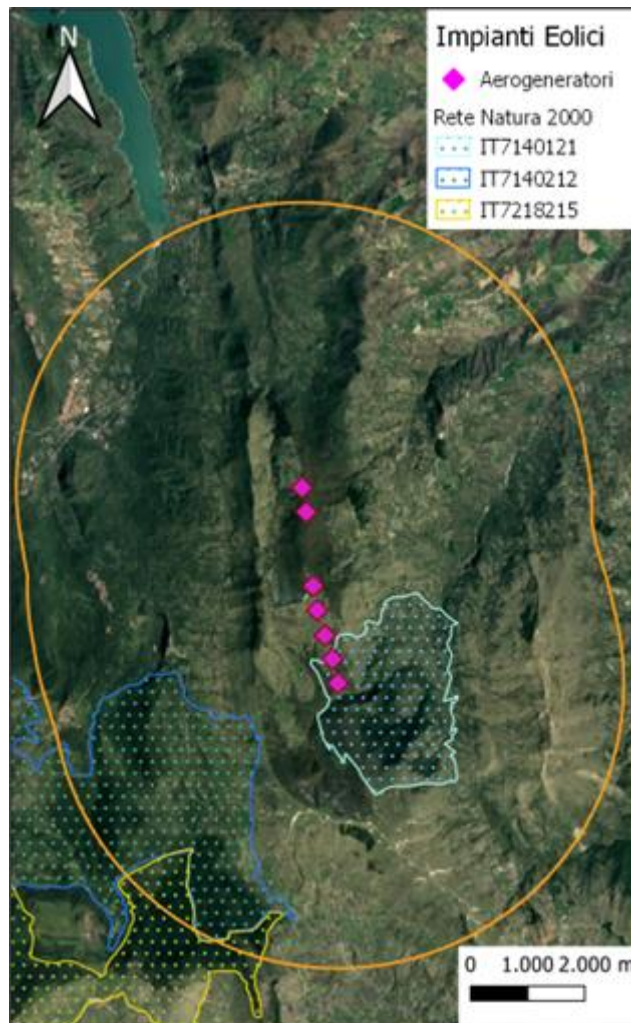 N
Impianti Eolici
Aerogeneratori
Rete Natura 2000
IT7140121
IT7140212
IT7218215
0 1.000 2.000 m